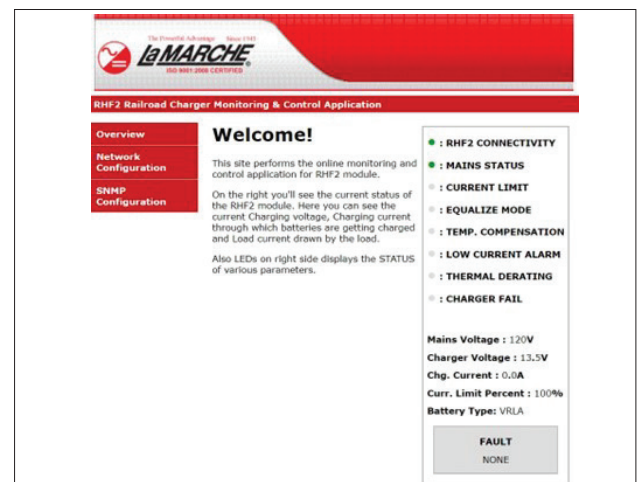 The Powerful Advantage Since 1945
LaMARCHE
ISO 9001:2008 CERTIFIED
RHF2 Railroad Charger Monitoring & Control Application
Overview
Network
Configuration
SNMP
Configuration
Welcome!
This site performs the online monitoring and
control application for RHF2 module.
On the right you'll see the current status of
the RHF2 module. Here you can see the
current Charging voltage, Charging current
through which batteries are getting charged
and Load current drawn by the load.
Also LEDs on right side displays the STATUS
of various parameters.
: RHF2 CONNECTIVITY
: MAINS STATUS
: CURRENT LIMIT
: EQUALIZE MODE
: TEMP. COMPENSATION
: LOW CURRENT ALARM
: THERMAL DERATING
: CHARGER FAIL
Mains Voltage : 120V
Charger Voltage : 13.5V
Chg. Current : 0.0A
Curr. Limit Percent : 100%
Battery Type: VRLA
FAULT
NONE